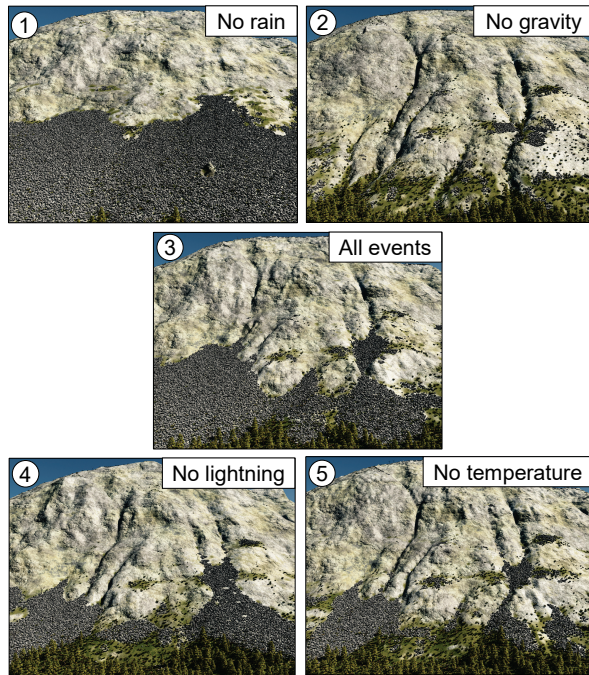 1 No rain
2 No gravity
3 All events
4 No lightning
5 No temperature